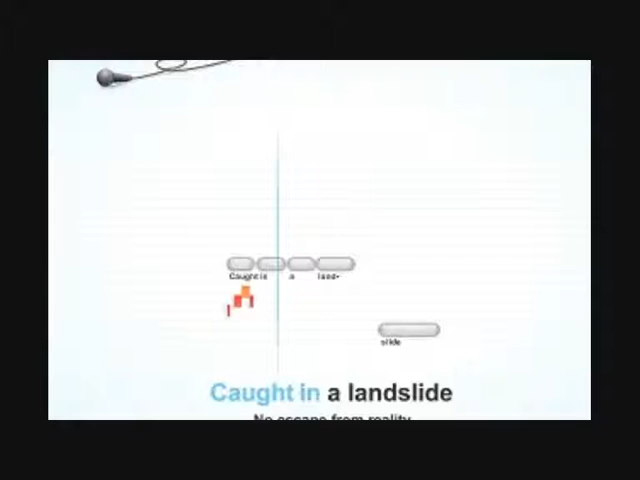 Caught in a land-
slide
Caught in a landslide
No escape from reality